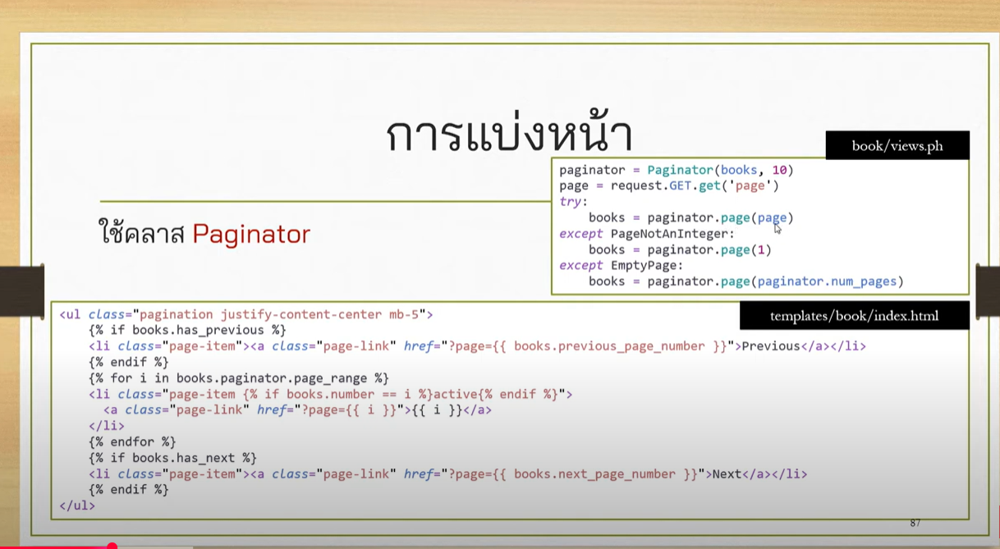 การแบ่งหน้า
book/views.ph
paginator = Paginator(books, 10)
page = request.GET.get('page')
try:
    books = paginator.page(page)
except PageNotAnInteger:
    books = paginator.page(1)
except EmptyPage:
    books = paginator.page(paginator.num_pages)
ใช้คลาส Paginator
templates/book/index.html
<ul class="pagination justify-content-center mb-5">
    {% if books.has_previous %}
    <li class="page-item"><a class="page-link" href="?page={{ books.previous_page_number }}">Previous</a></li>
    {% endif %}
    {% for i in books.paginator.page_range %}
    <li class="page-item {% if books.number == i %}active{% endif %}">
      <a class="page-link" href="?page={{ i }}">{{ i }}</a>
    </li>
    {% endfor %}
    {% if books.has_next %}
    <li class="page-item"><a class="page-link" href="?page={{ books.next_page_number }}">Next</a></li>
    {% endif %}
</ul>
87